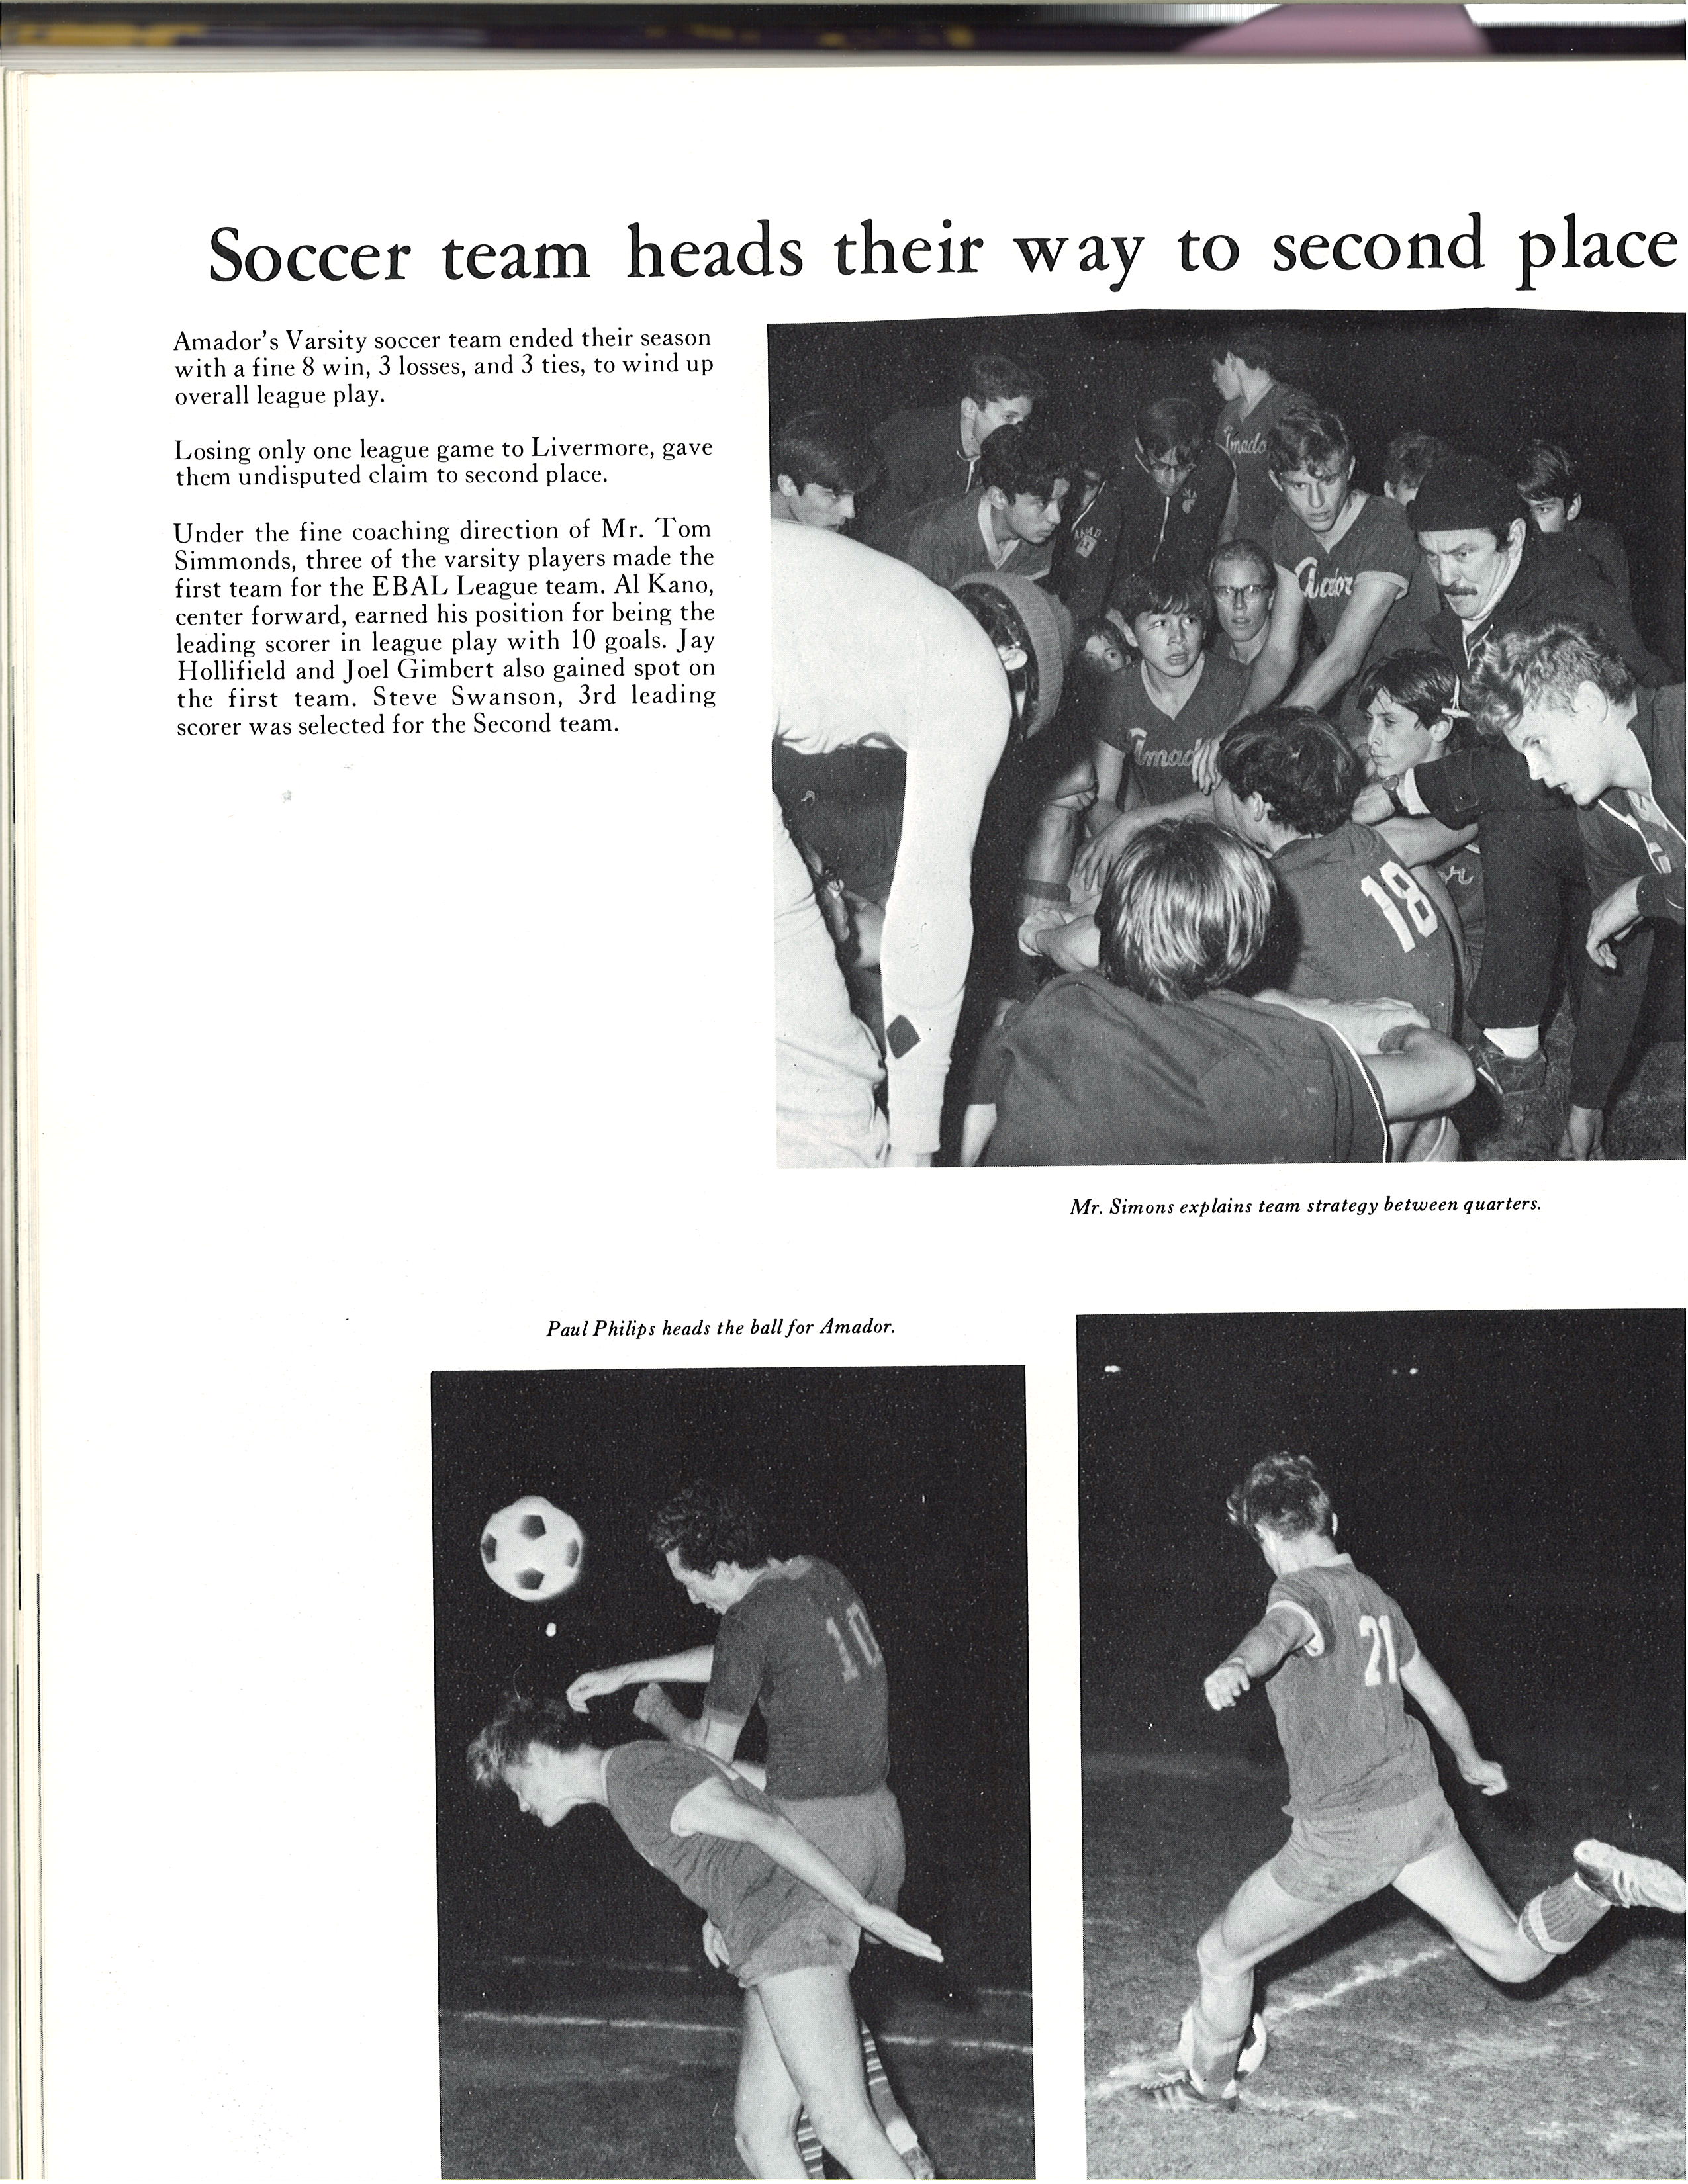 Soccer team heads their way to second place
Amador's Varsity soccer team ended their season
with a fine 8 win, 3 losses, and 3 ties, to wind up
overall league play.
Losing only one league game to Livermore, gave
them undisputed claim to second place.
Under the fine coaching direction of Mr. Tom
Simmonds, three of the varsity players made the
first team for the EBAL League team. Al Kano,
center forward, earned his position for being the
leading scorer in league play with 10 goals. Jay
Hollifield and Joel Gimbert also gained spot on
the first team. Steve Swanson, 3rd leading
scorer was selected for the Second team.
Amado
Amador
Amad
18
Mr. Simons explains team strategy between quarters.
Paul Philips heads the ball for Amador.
10
21